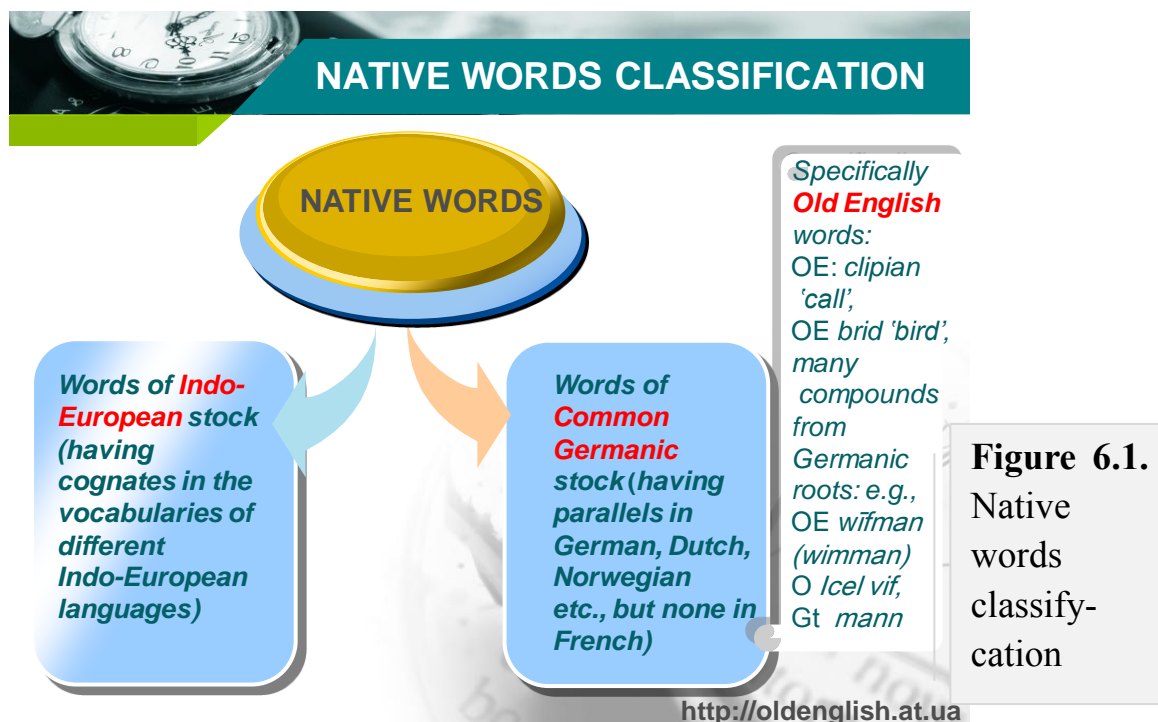 NATIVE WORDS CLASSIFICATION
NATIVE WORDS
Words of Indo-
European stock
(having
cognates in the
vocabularies of
different
Indo-European
languages)
Words of
Common
Germanic
stock (having
parallels in
German, Dutch,
Norwegian
etc., but none in
French)
Specifically
Old English
words:
OE: clipian
‘call’,
OE brid ‘bird’,
many
compounds
from
Germanic
roots: e.g.,
OE wīfman
(wimman)
O Icel vif,
Gt mann
Figure 6.1.
Native
words
classify-
cation
http://oldenglish.at.ua